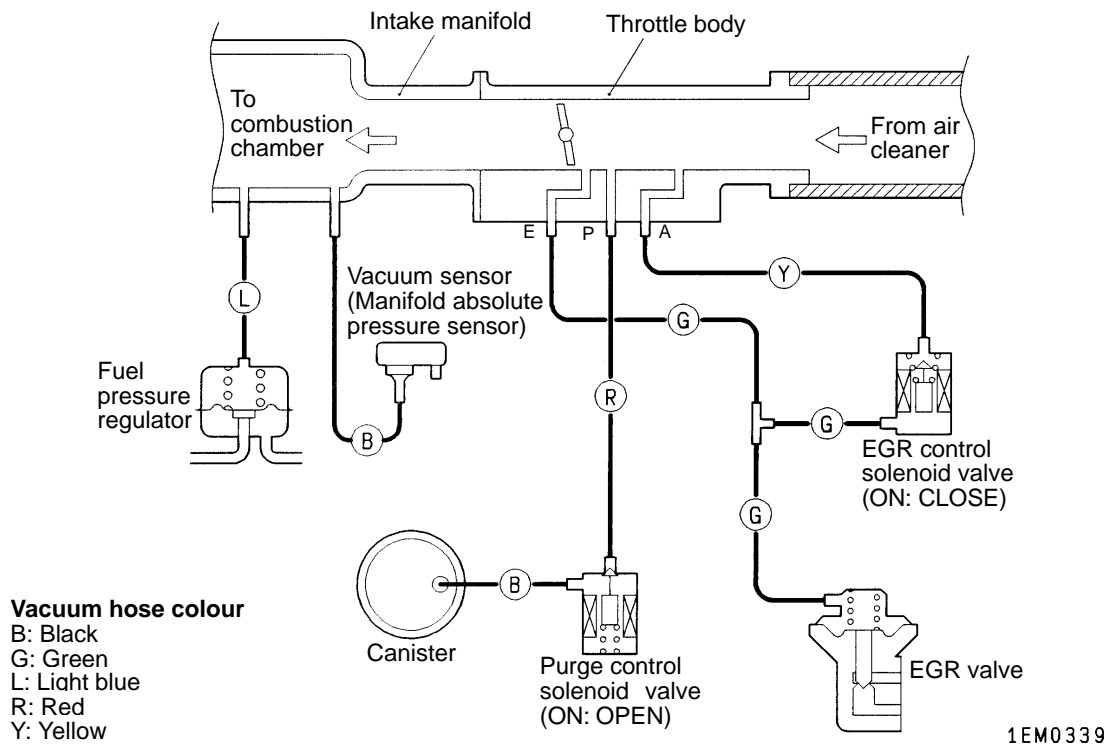 Intake manifold
Throttle body
To
combustion
chamber
From air
cleaner
E
P
A
Vacuum sensor
(Manifold absolute
pressure sensor)
L
Y
G
Fuel
pressure
regulator
R
B
G
EGR control
solenoid valve
(ON: CLOSE)
G
B
Canister
Purge control
solenoid valve
(ON: OPEN)
EGR valve
Vacuum hose colour
B: Black
G: Green
L: Light blue
R: Red
Y: Yellow
1EM0339